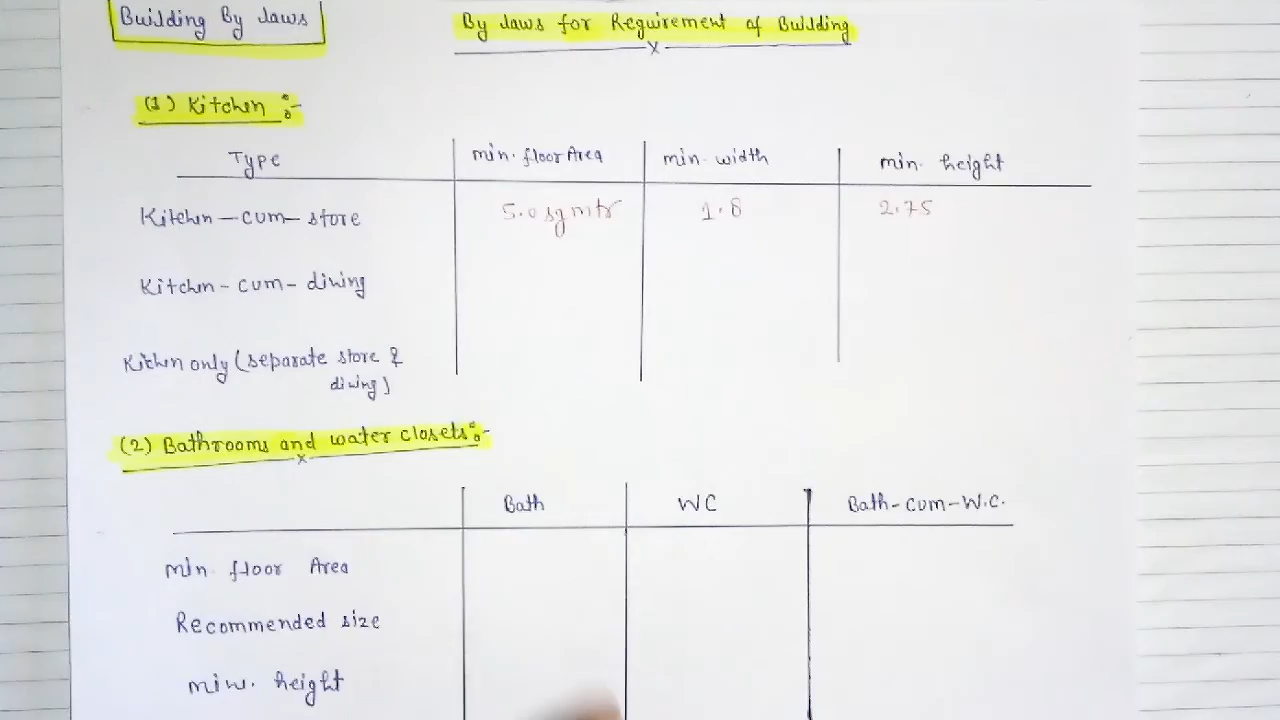 Building By Laws
By Laws for Requirement of Building
(1) Kitchen :-
Type min. floor Area min. width min. height
Kitchen - cum - store 5.0 sq mtr 1.8 2.75
Kitchen - cum - dining
Kichen only (separate store &
dining)
(2) Bathrooms and water closets :-
Bath WC Bath - cum - W.C.
Min floor Area
Recommended size
min. height